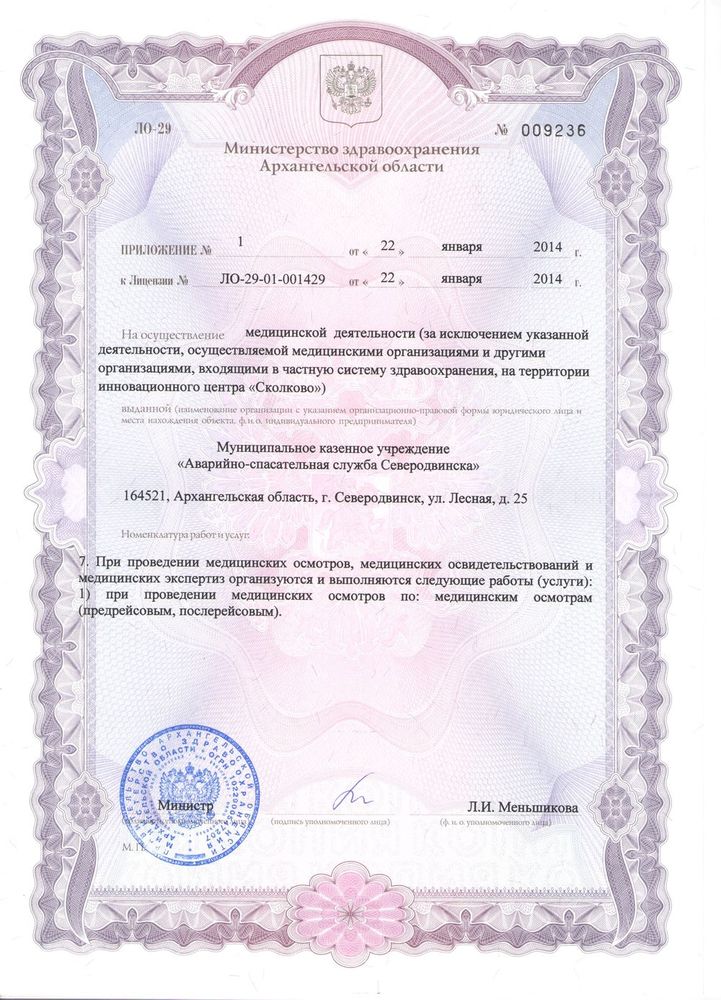 ЛО-29
№ 009236
Министерство здравоохранения
Архангельской области
ПРИЛОЖЕНИЕ № 1 от « 22 » января 2014 г.
к Лицензии № ЛО-29-01-001429 от « 22 » января 2014 г.
На осуществление медицинской деятельности (за исключением указанной
деятельности, осуществляемой медицинскими организациями и другими
организациями, входящими в частную систему здравоохранения, на территории
инновационного центра «Сколково»)
выданной (наименование организации с указанием организационно-правовой формы юридического лица и
места нахождения объекта, ф.и.о. индивидуального предпринимателя)
Муниципальное казенное учреждение
«Аварийно-спасательная служба Северодвинска»
164521, Архангельская область, г. Северодвинск, ул. Лесная, д. 25
Номенклатура работ и услуг:
7. При проведении медицинских осмотров, медицинских освидетельствований и
медицинских экспертиз организуются и выполняются следующие работы (услуги):
1) при проведении медицинских осмотров по: медицинским осмотрам
(предрейсовым, послерейсовым).
МИНИСТЕРСТВО ЗДРАВООХРАНЕНИЯ
АРХАНГЕЛЬСКОЙ ОБЛАСТИ
ОГРН
Министр
Л.И. Меньшикова
(подпись уполномоченного лица)
(ф. и. о. уполномоченного лица)
М.П.